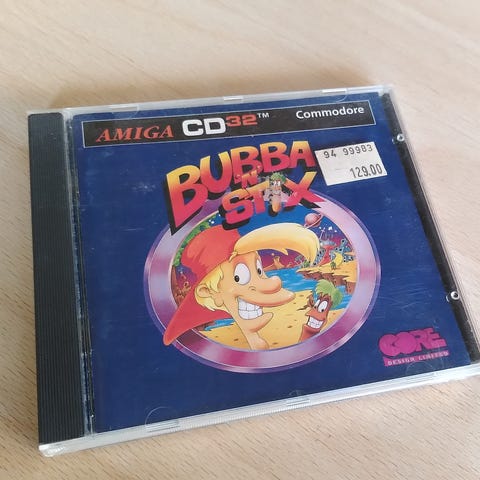 AMIGA CD32™ Commodore
BUBBA
'N'
STIX
94 99983
129.00
CORE
DESIGN LIMITED